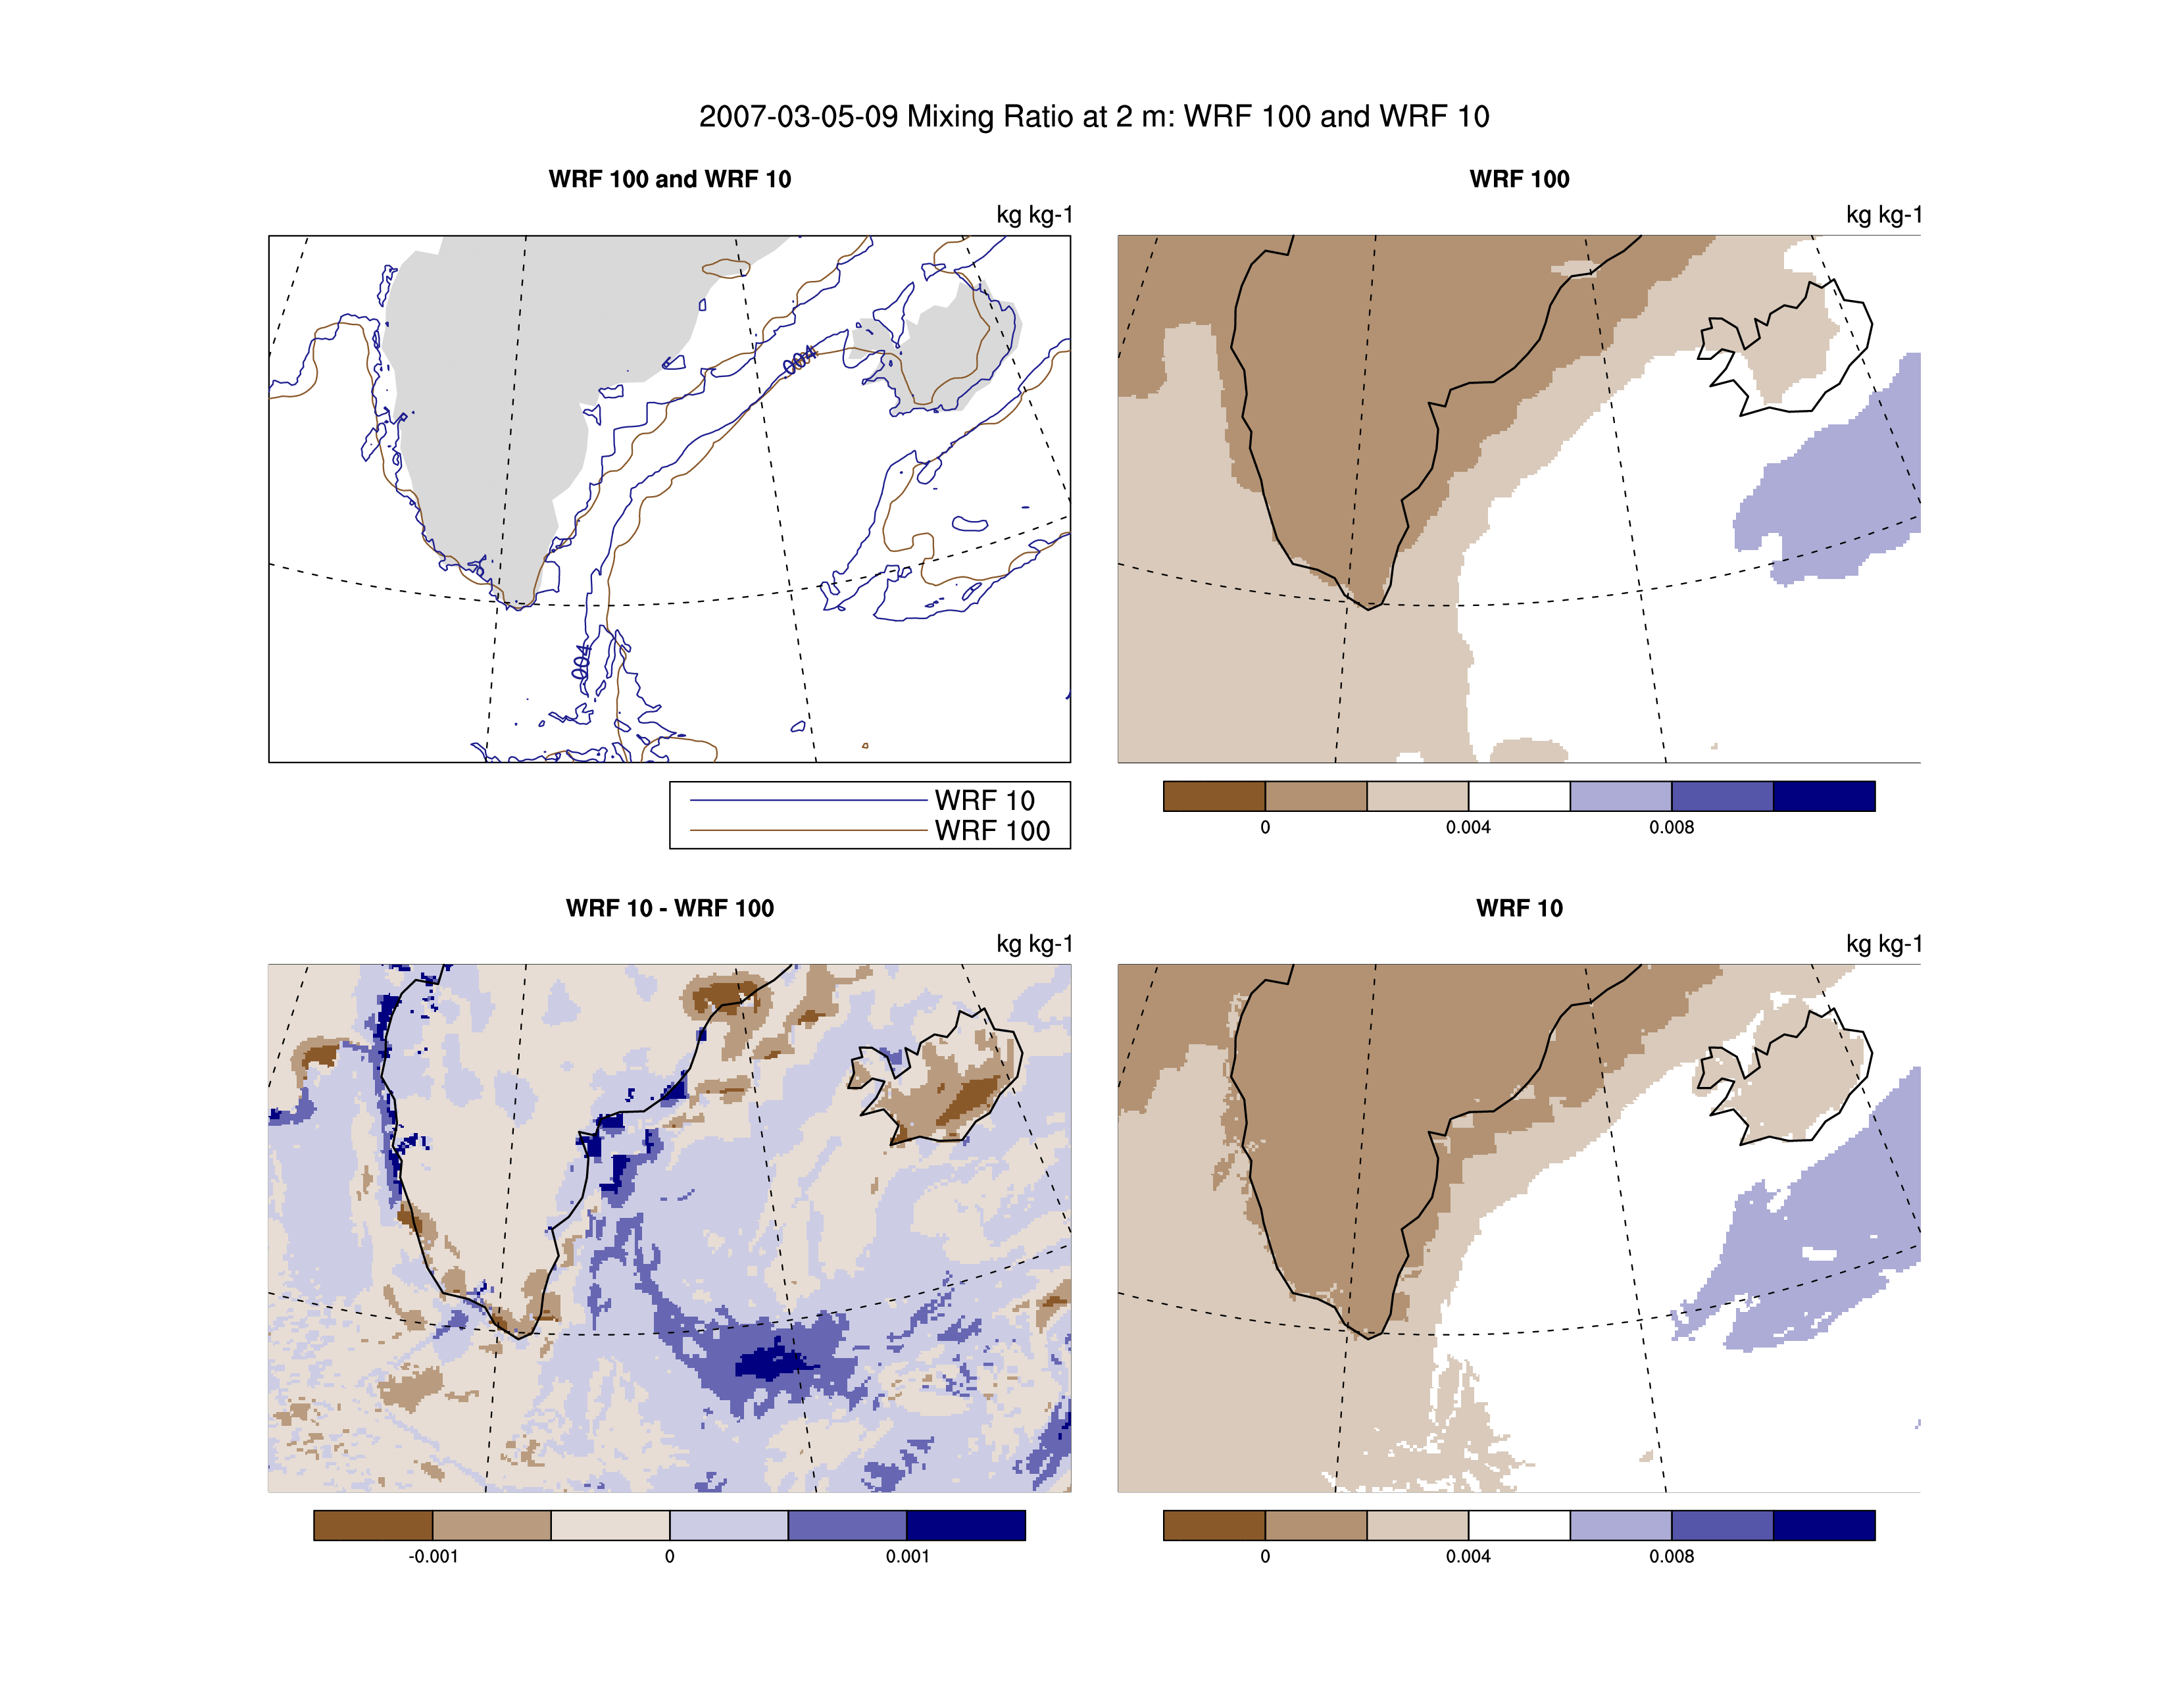 2007-03-05-09 Mixing Ratio at 2 m: WRF 100 and WRF 10
WRF 100 and WRF 10
kg kg-1
.004
.004
WRF 10
WRF 100
WRF 100
kg kg-1
0 0.004 0.008
WRF 10 - WRF 100
kg kg-1
-0.001 0 0.001
WRF 10
kg kg-1
0 0.004 0.008